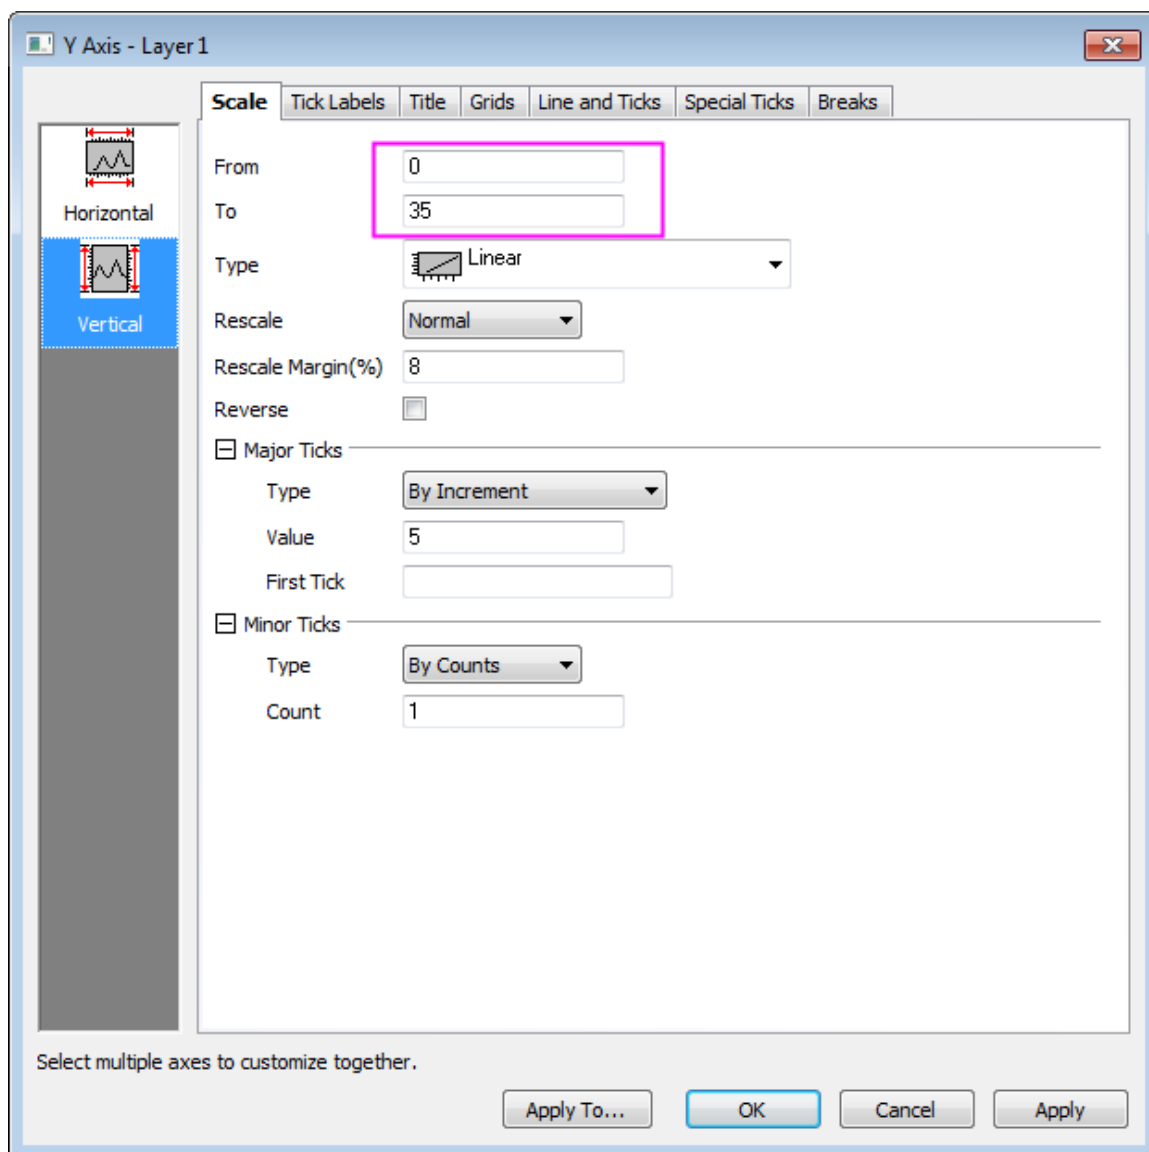 Y Axis - Layer 1
Scale Tick Labels Title Grids Line and Ticks Special Ticks Breaks
Horizontal
Vertical
From 0
To 35
Type Linear
Rescale Normal
Rescale Margin(%) 8
Reverse
Major Ticks
Type By Increment
Value 5
First Tick
Minor Ticks
Type By Counts
Count 1
Select multiple axes to customize together.
Apply To... OK Cancel Apply